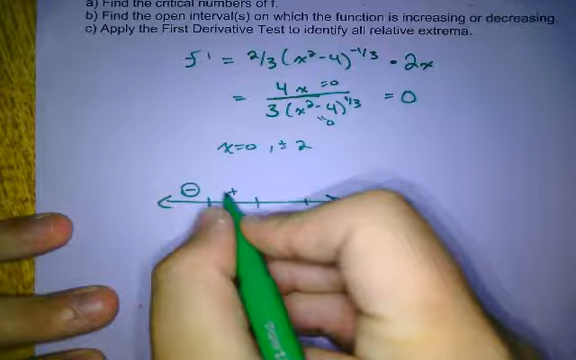 a) Find the critical numbers of f.
b) Find the open interval(s) on which the function is increasing or decreasing.
c) Apply the First Derivative Test to identify all relative extrema.
f' = 2/3 (x²-4)^-1/3 • 2x
= 4x =0 / 3(x²-4)^1/3 =0 = 0
x=0, ± 2
⊖ +